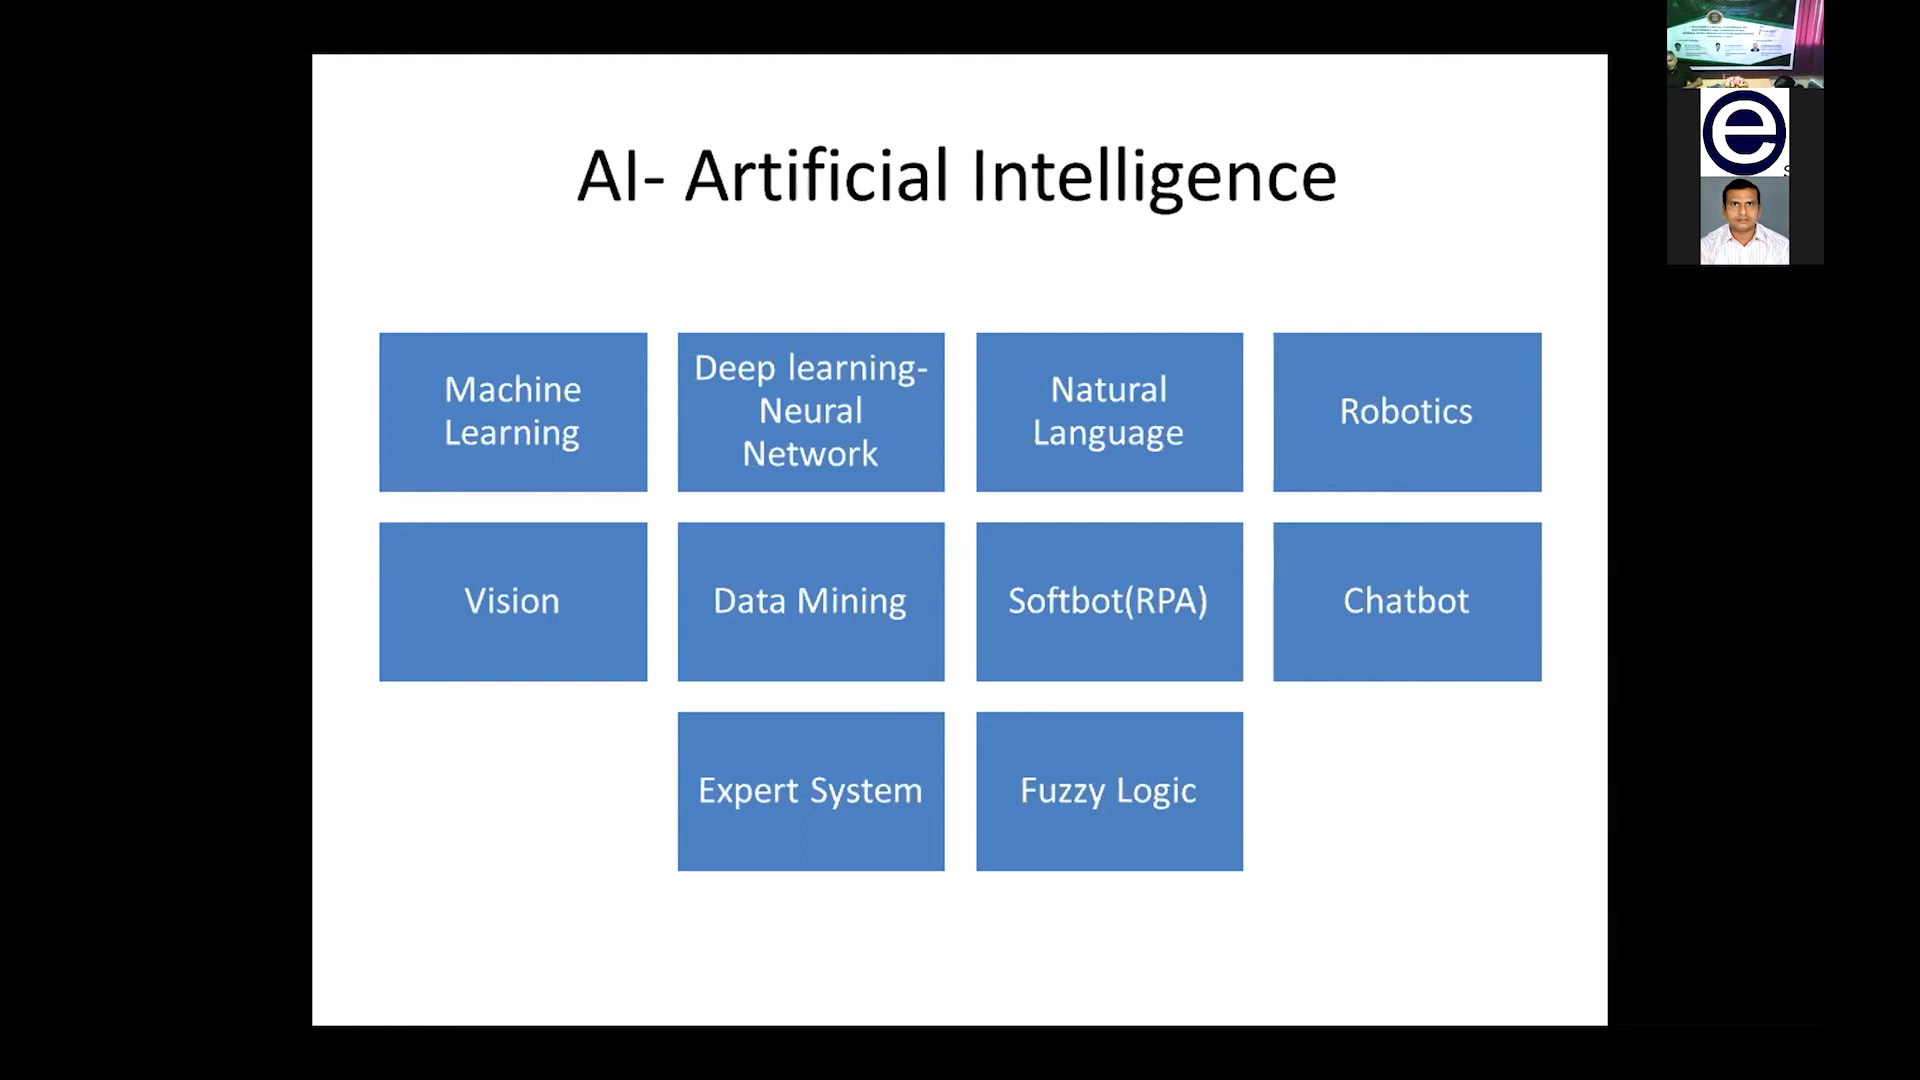 AI- Artificial Intelligence
Machine
Learning
Deep learning-
Neural
Network
Natural
Language
Robotics
Vision
Data Mining
Softbot(RPA)
Chatbot
Expert System
Fuzzy Logic
e